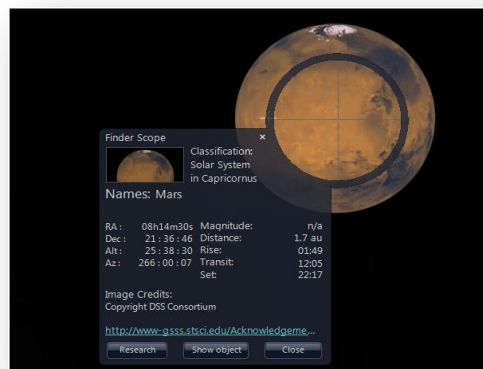 Finder Scope ×
Classification:
Solar System
in Capricornus
Names: Mars
RA : 08h14m30s Magnitude: n/a
Dec : 21 : 36 : 46 Distance: 1.7 au
Alt : 25 : 38 : 30 Rise: 01:49
Az : 266 : 00 : 07 Transit: 12:05
Set: 22:17
Image Credits:
Copyright DSS Consortium
http://www-gsss.stsci.edu/Acknowledgeme...
Research Show object Close